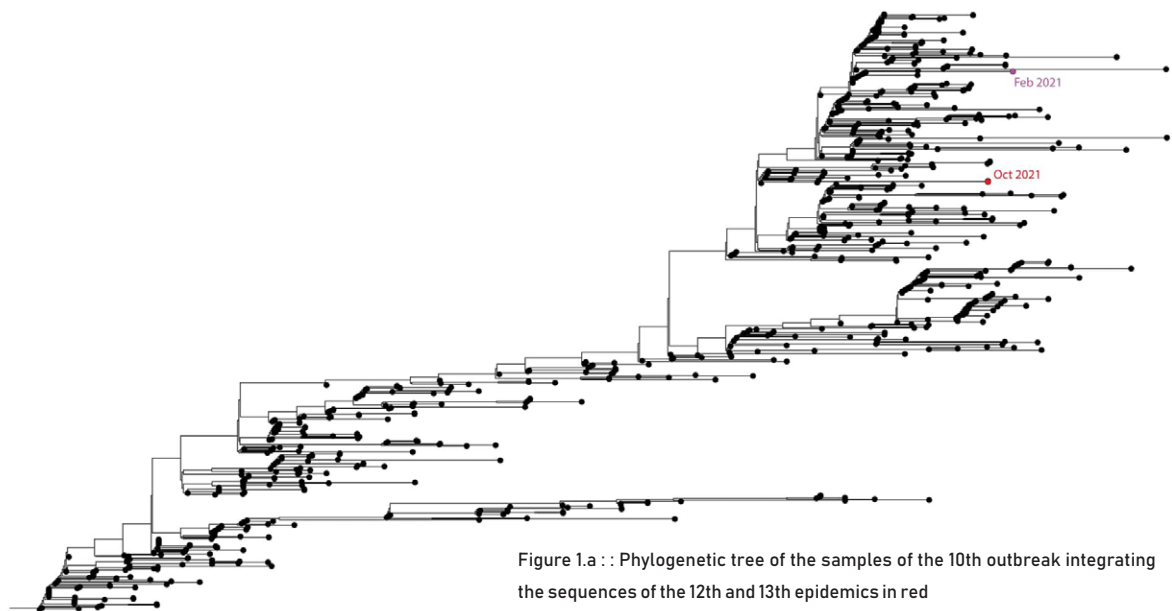 Feb 2021
Oct 2021
Figure 1.a : : Phylogenetic tree of the samples of the 10th outbreak integrating
the sequences of the 12th and 13th epidemics in red